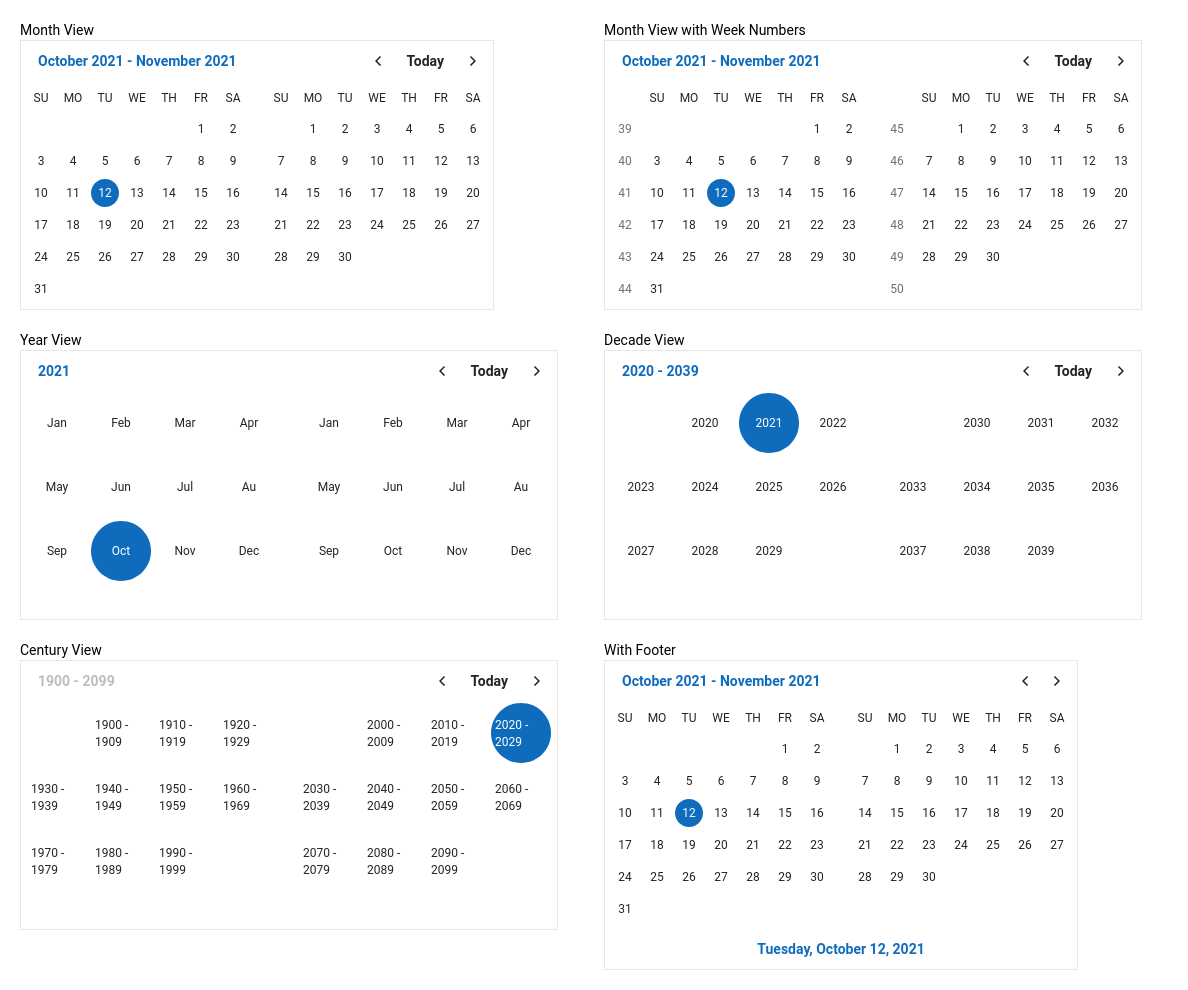 Month View
October 2021 - November 2021 Today
SU MO TU WE TH FR SA SU MO TU WE TH FR SA
1 2 1 2 3 4 5 6
3 4 5 6 7 8 9 7 8 9 10 11 12 13
10 11 12 13 14 15 16 14 15 16 17 18 19 20
17 18 19 20 21 22 23 21 22 23 24 25 26 27
24 25 26 27 28 29 30 28 29 30
31
Month View with Week Numbers
October 2021 - November 2021 Today
SU MO TU WE TH FR SA SU MO TU WE TH FR SA
39 1 2 45 1 2 3 4 5 6
40 3 4 5 6 7 8 9 46 7 8 9 10 11 12 13
41 10 11 12 13 14 15 16 47 14 15 16 17 18 19 20
42 17 18 19 20 21 22 23 48 21 22 23 24 25 26 27
43 24 25 26 27 28 29 30 49 28 29 30
44 31 50
Year View
2021 Today
Jan Feb Mar Apr Jan Feb Mar Apr
May Jun Jul Au May Jun Jul Au
Sep Oct Nov Dec Sep Oct Nov Dec
Decade View
2020 - 2039 Today
2020 2021 2022 2030 2031 2032
2023 2024 2025 2026 2033 2034 2035 2036
2027 2028 2029 2037 2038 2039
Century View
1900 - 2099 Today
1900 - 1910 - 1920 - 2000 - 2010 - 2020 -
1909 1919 1929 2009 2019 2029
1930 - 1940 - 1950 - 1960 - 2030 - 2040 - 2050 - 2060 -
1939 1949 1959 1969 2039 2049 2059 2069
1970 - 1980 - 1990 - 2070 - 2080 - 2090 -
1979 1989 1999 2079 2089 2099
With Footer
October 2021 - November 2021
SU MO TU WE TH FR SA SU MO TU WE TH FR SA
1 2 1 2 3 4 5 6
3 4 5 6 7 8 9 7 8 9 10 11 12 13
10 11 12 13 14 15 16 14 15 16 17 18 19 20
17 18 19 20 21 22 23 21 22 23 24 25 26 27
24 25 26 27 28 29 30 28 29 30
31
Tuesday, October 12, 2021